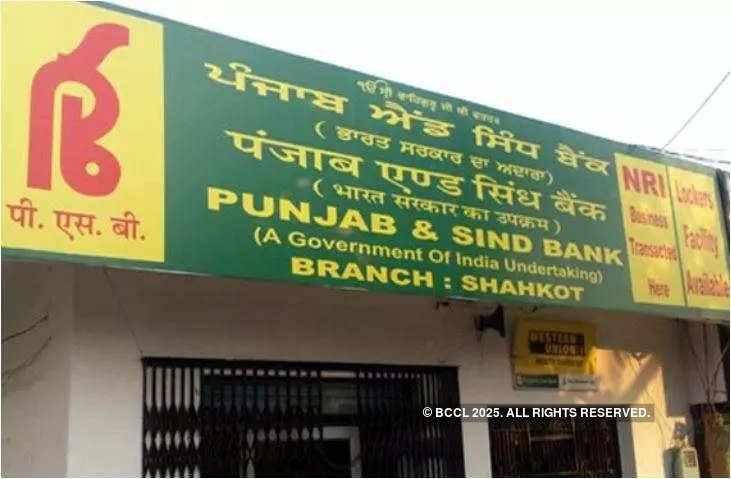 ੴ ਸ੍ਰੀ ਵਾਹਿਗੁਰੂ ਜੀ ਕੀ ਫਤਹ
ਪੰਜਾਬ ਐਂਡ ਸਿੰਧ ਬੈਂਕ
( ਭਾਰਤ ਸਰਕਾਰ ਦਾ ਅਦਾਰਾ )
पंजाब एण्ड सिंध बैंक
( भारत सरकार का उपक्रम )
PUNJAB & SIND BANK
(A Government Of India Undertaking)
BRANCH : SHAHKOT
पी. एस. बी.
NRI
Business
Transacted
Here
Lockers
Facility
Available
WESTERN
UNION
© BCCL 2025. ALL RIGHTS RESERVED.